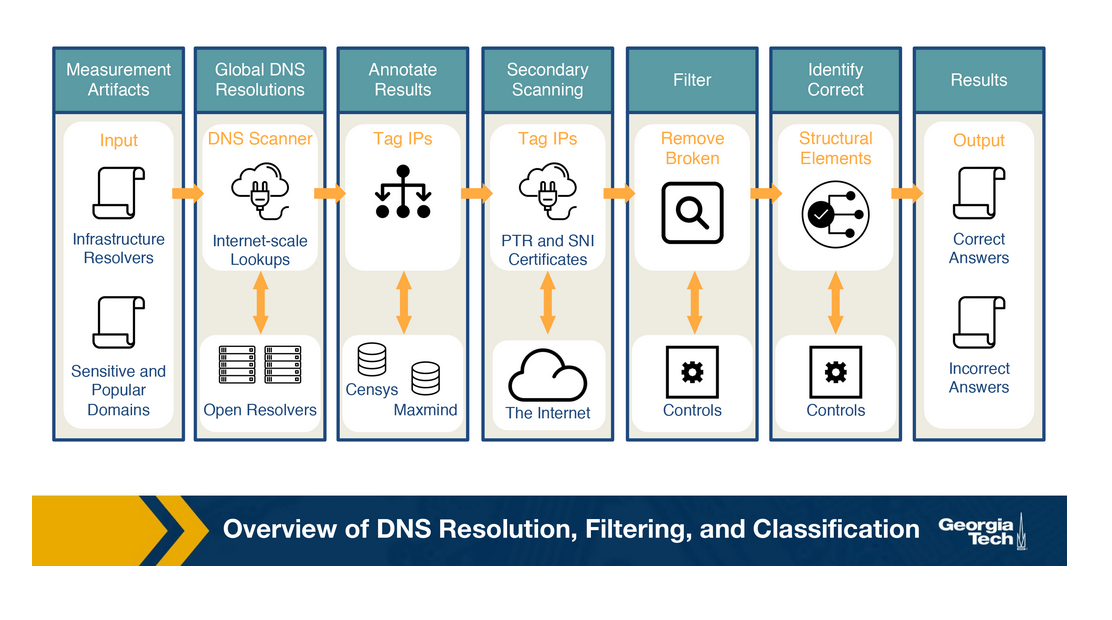 Measurement
Artifacts
Input
Infrastructure
Resolvers
Sensitive and
Popular
Domains
Global DNS
Resolutions
DNS Scanner
Internet-scale
Lookups
Open Resolvers
Annotate
Results
Tag IPs
Censys
Maxmind
Secondary
Scanning
Tag IPs
PTR and SNI
Certificates
The Internet
Filter
Remove
Broken
Controls
Identify
Correct
Structural
Elements
Controls
Results
Output
Correct
Answers
Incorrect
Answers
Overview of DNS Resolution, Filtering, and Classification
Georgia
Tech